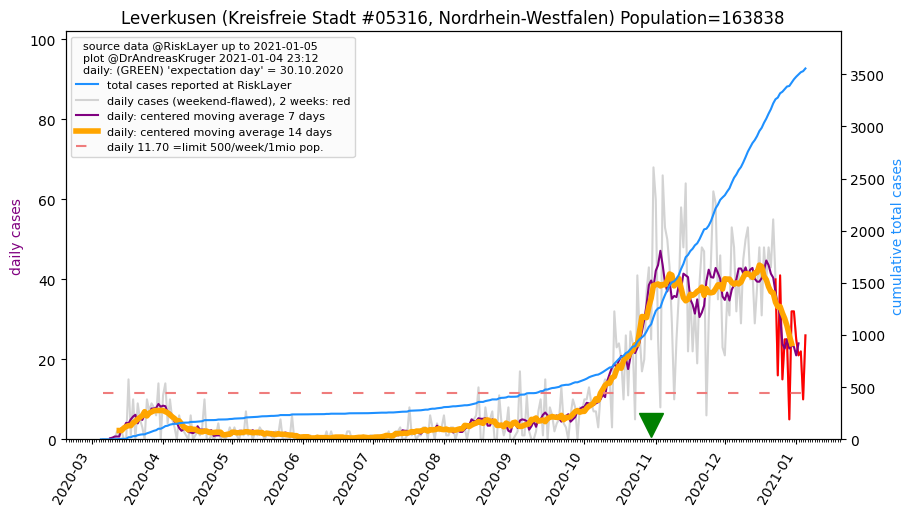 Leverkusen (Kreisfreie Stadt #05316, Nordrhein-Westfalen) Population=163838
source data @RiskLayer up to 2021-01-05
plot @DrAndreasKruger 2021-01-04 23:12
daily: (GREEN) 'expectation day' = 30.10.2020
total cases reported at RiskLayer
daily cases (weekend-flawed), 2 weeks: red
daily: centered moving average 7 days
daily: centered moving average 14 days
daily 11.70 =limit 500/week/1mio pop.
daily cases
100
80
60
40
20
0
cumulative total cases
3500
3000
2500
2000
1500
1000
500
0
2020-03
2020-04
2020-05
2020-06
2020-07
2020-08
2020-09
2020-10
2020-11
2020-12
2021-01